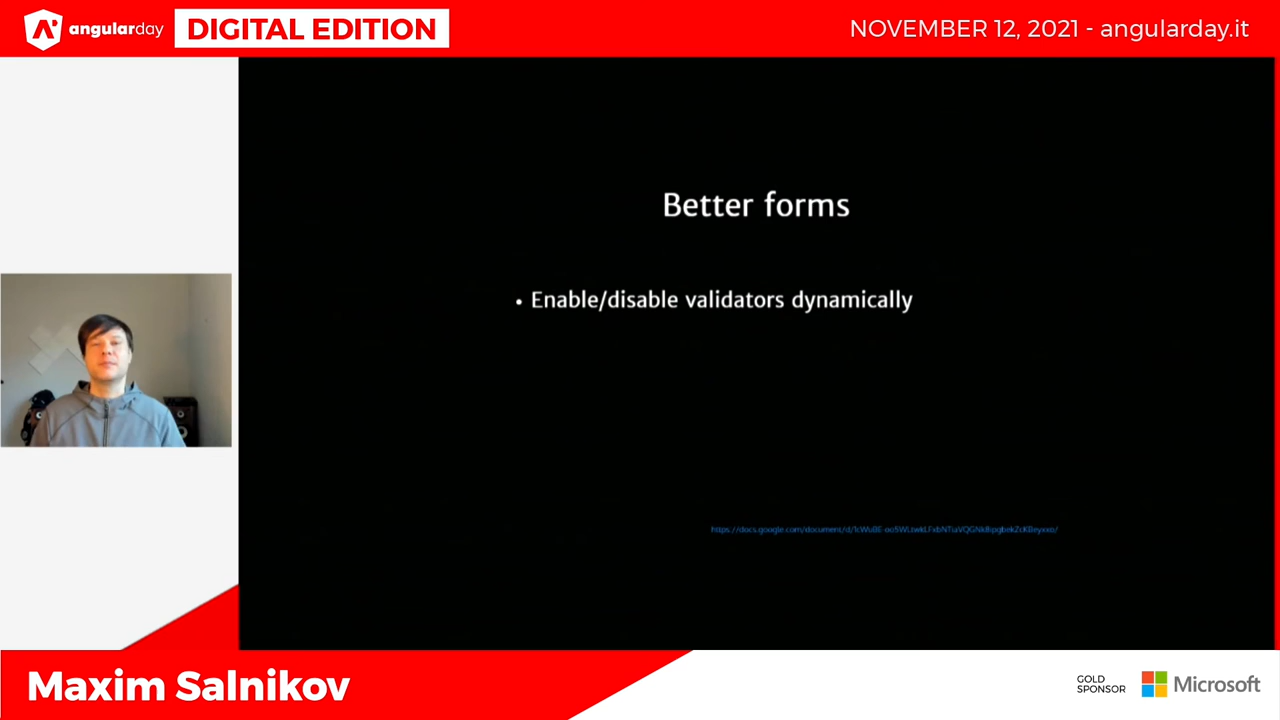 angularday
DIGITAL EDITION
NOVEMBER 12, 2021 - angularday.it
Better forms
• Enable/disable validators dynamically
Maxim Salnikov
GOLD
SPONSOR
Microsoft